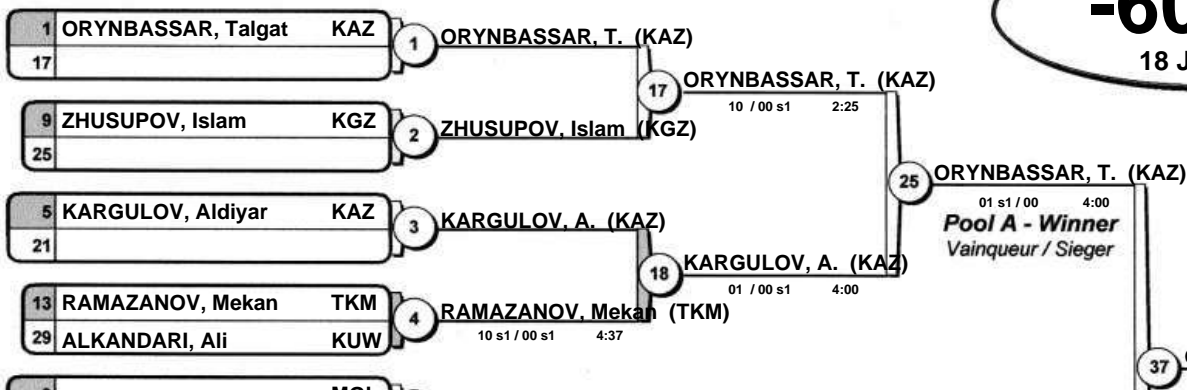 -60
18 J
1 ORYNBASSAR, Talgat KAZ
17
1
ORYNBASSAR, T. (KAZ)
17
ORYNBASSAR, T. (KAZ)
10 / 00 s1 2:25
9 ZHUSUPOV, Islam KGZ
25
2
ZHUSUPOV, Islam (KGZ)
25
ORYNBASSAR, T. (KAZ)
01 s1 / 00 4:00
Pool A - Winner
Vainqueur / Sieger
5 KARGULOV, Aldiyar KAZ
21
3
KARGULOV, A. (KAZ)
18
KARGULOV, A. (KAZ)
01 / 00 s1 4:00
13 RAMAZANOV, Mekan TKM
29 ALKANDARI, Ali KUW
4
RAMAZANOV, Mekan (TKM)
10 s1 / 00 s1 4:37
37